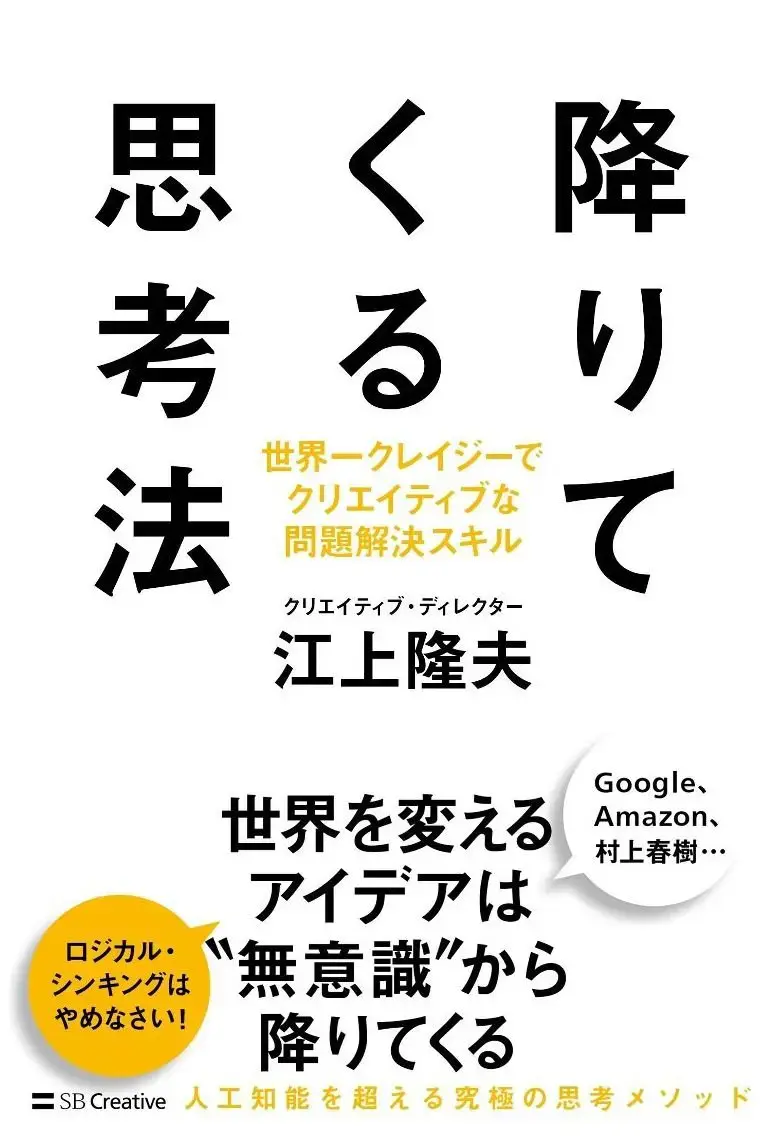 降りて
くる
思考法
世界一クレイジーで
クリエイティブな
問題解決スキル
クリエイティブ・ディレクター
江上隆夫
Google、
Amazon、
村上春樹…
世界を変える
アイデアは
〝無意識〟から
降りてくる
ロジカル・
シンキングは
やめなさい!
SB Creative
人工知能を超える究極の思考メソッド